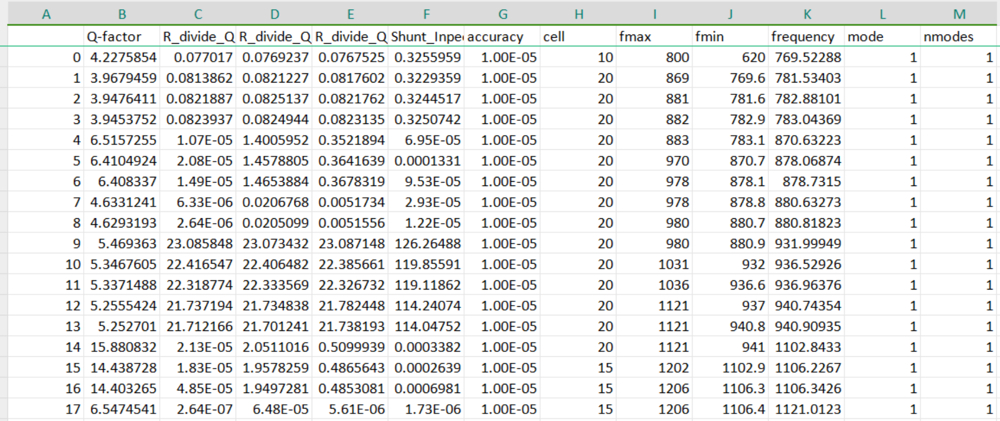 A B C D E F G H I J K L M
Q-factor R_divide_Q R_divide_Q R_divide_Q Shunt_Inpe accuracy cell fmax fmin frequency mode nmodes
0 4.2275854 0.077017 0.0769237 0.0767525 0.3255959 1.00E-05 10 800 620 769.52288 1 1
1 3.9679459 0.0813862 0.0821227 0.0817602 0.3229359 1.00E-05 20 869 769.6 781.53403 1 1
2 3.9476411 0.0821887 0.0825137 0.0821762 0.3244517 1.00E-05 20 881 781.6 782.88101 1 1
3 3.9453752 0.0823937 0.0824944 0.0823135 0.3250742 1.00E-05 20 882 782.9 783.04369 1 1
4 6.5157255 1.07E-05 1.4005952 0.3521894 6.95E-05 1.00E-05 20 883 783.1 870.63223 1 1
5 6.4104924 2.08E-05 1.4578805 0.3641639 0.0001331 1.00E-05 20 970 870.7 878.06874 1 1
6 6.408337 1.49E-05 1.4653884 0.3678319 9.53E-05 1.00E-05 20 978 878.1 878.7315 1 1
7 4.6331241 6.33E-06 0.0206768 0.0051734 2.93E-05 1.00E-05 20 978 878.8 880.63273 1 1
8 4.6293193 2.64E-06 0.0205099 0.0051556 1.22E-05 1.00E-05 20 980 880.7 880.81823 1 1
9 5.469363 23.085848 23.073432 23.087148 126.26488 1.00E-05 20 980 880.9 931.99949 1 1
10 5.3467605 22.416547 22.406482 22.385661 119.85591 1.00E-05 20 1031 932 936.52926 1 1
11 5.3371488 22.318774 22.333569 22.326732 119.11862 1.00E-05 20 1036 936.6 936.96376 1 1
12 5.2555424 21.737194 21.734838 21.782448 114.24074 1.00E-05 20 1121 937 940.74354 1 1
13 5.252701 21.712166 21.701241 21.738193 114.04752 1.00E-05 20 1121 940.8 940.90935 1 1
14 15.880832 2.13E-05 2.0511016 0.5099939 0.0003382 1.00E-05 20 1121 941 1102.8433 1 1
15 14.438728 1.83E-05 1.9578259 0.4865643 0.0002639 1.00E-05 15 1202 1102.9 1106.2267 1 1
16 14.403265 4.85E-05 1.9497281 0.4853081 0.0006981 1.00E-05 15 1206 1106.3 1106.3426 1 1
17 6.5474541 2.64E-07 6.48E-05 5.61E-06 1.73E-06 1.00E-05 15 1206 1106.4 1121.0123 1 1